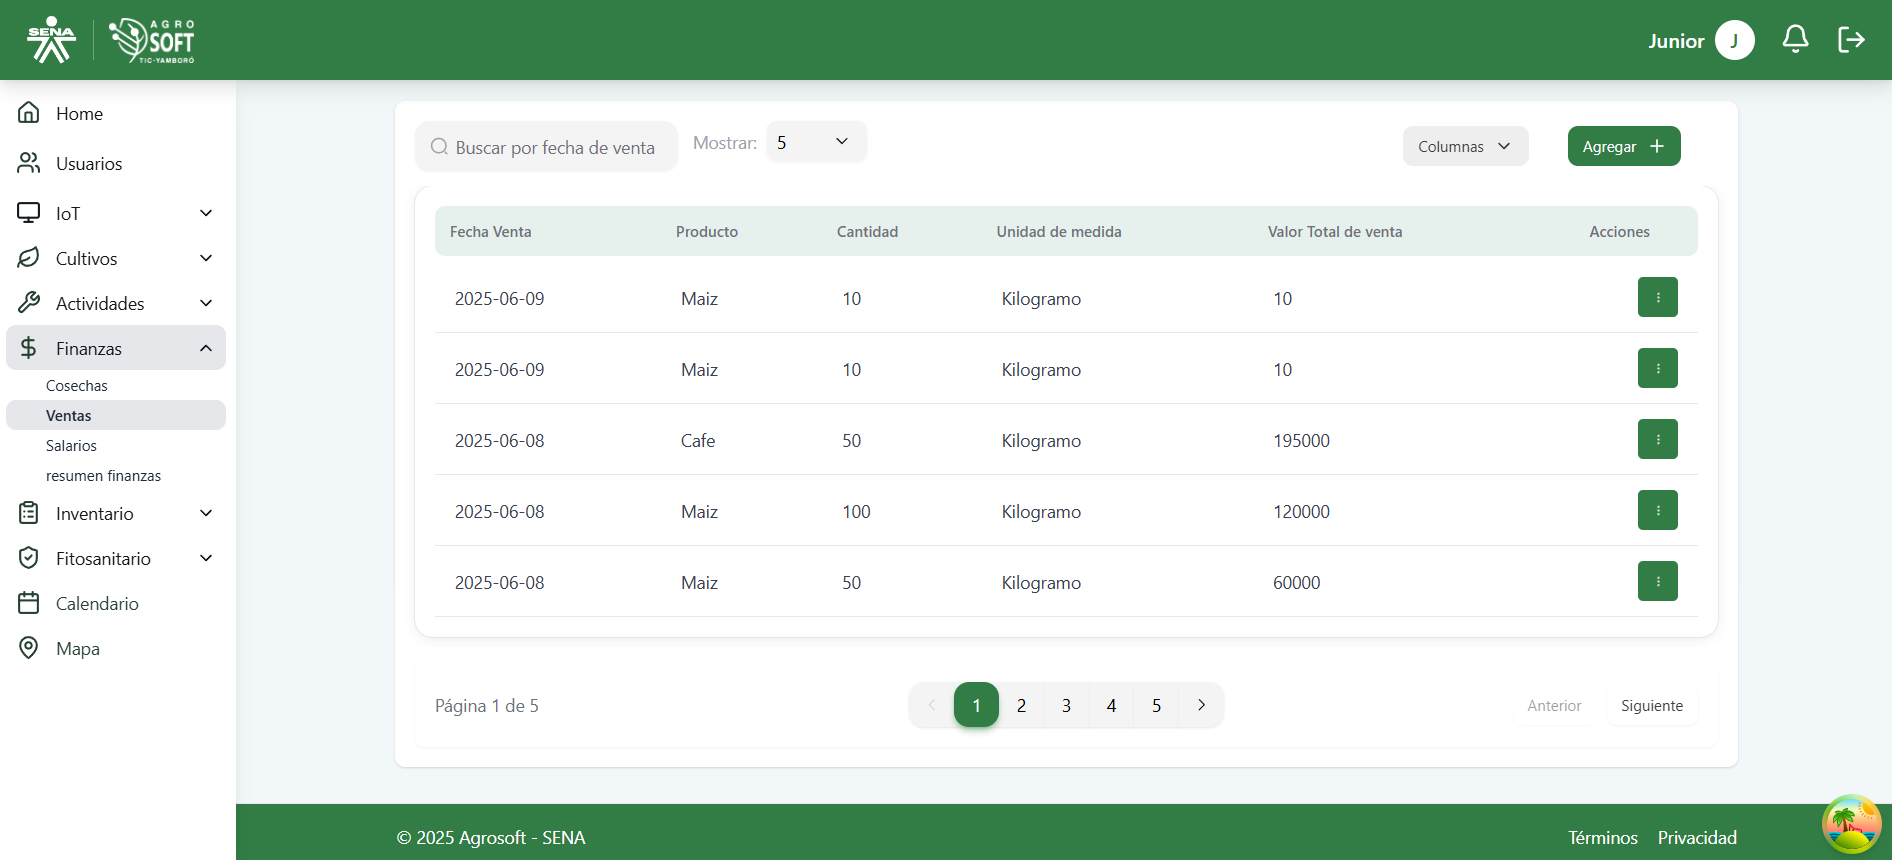 SENA
AGRO
SOFT
TIC-YAMBORÓ
Junior
J
Home
Usuarios
IoT
Cultivos
Actividades
Finanzas
Cosechas
Ventas
Salarios
resumen finanzas
Inventario
Fitosanitario
Calendario
Mapa
Buscar por fecha de venta
Mostrar: 5
Columnas
Agregar
Fecha Venta Producto Cantidad Unidad de medida Valor Total de venta Acciones
2025-06-09 Maiz 10 Kilogramo 10
2025-06-09 Maiz 10 Kilogramo 10
2025-06-08 Cafe 50 Kilogramo 195000
2025-06-08 Maiz 100 Kilogramo 120000
2025-06-08 Maiz 50 Kilogramo 60000
Página 1 de 5
1 2 3 4 5
Anterior Siguiente
© 2025 Agrosoft - SENA
Términos Privacidad